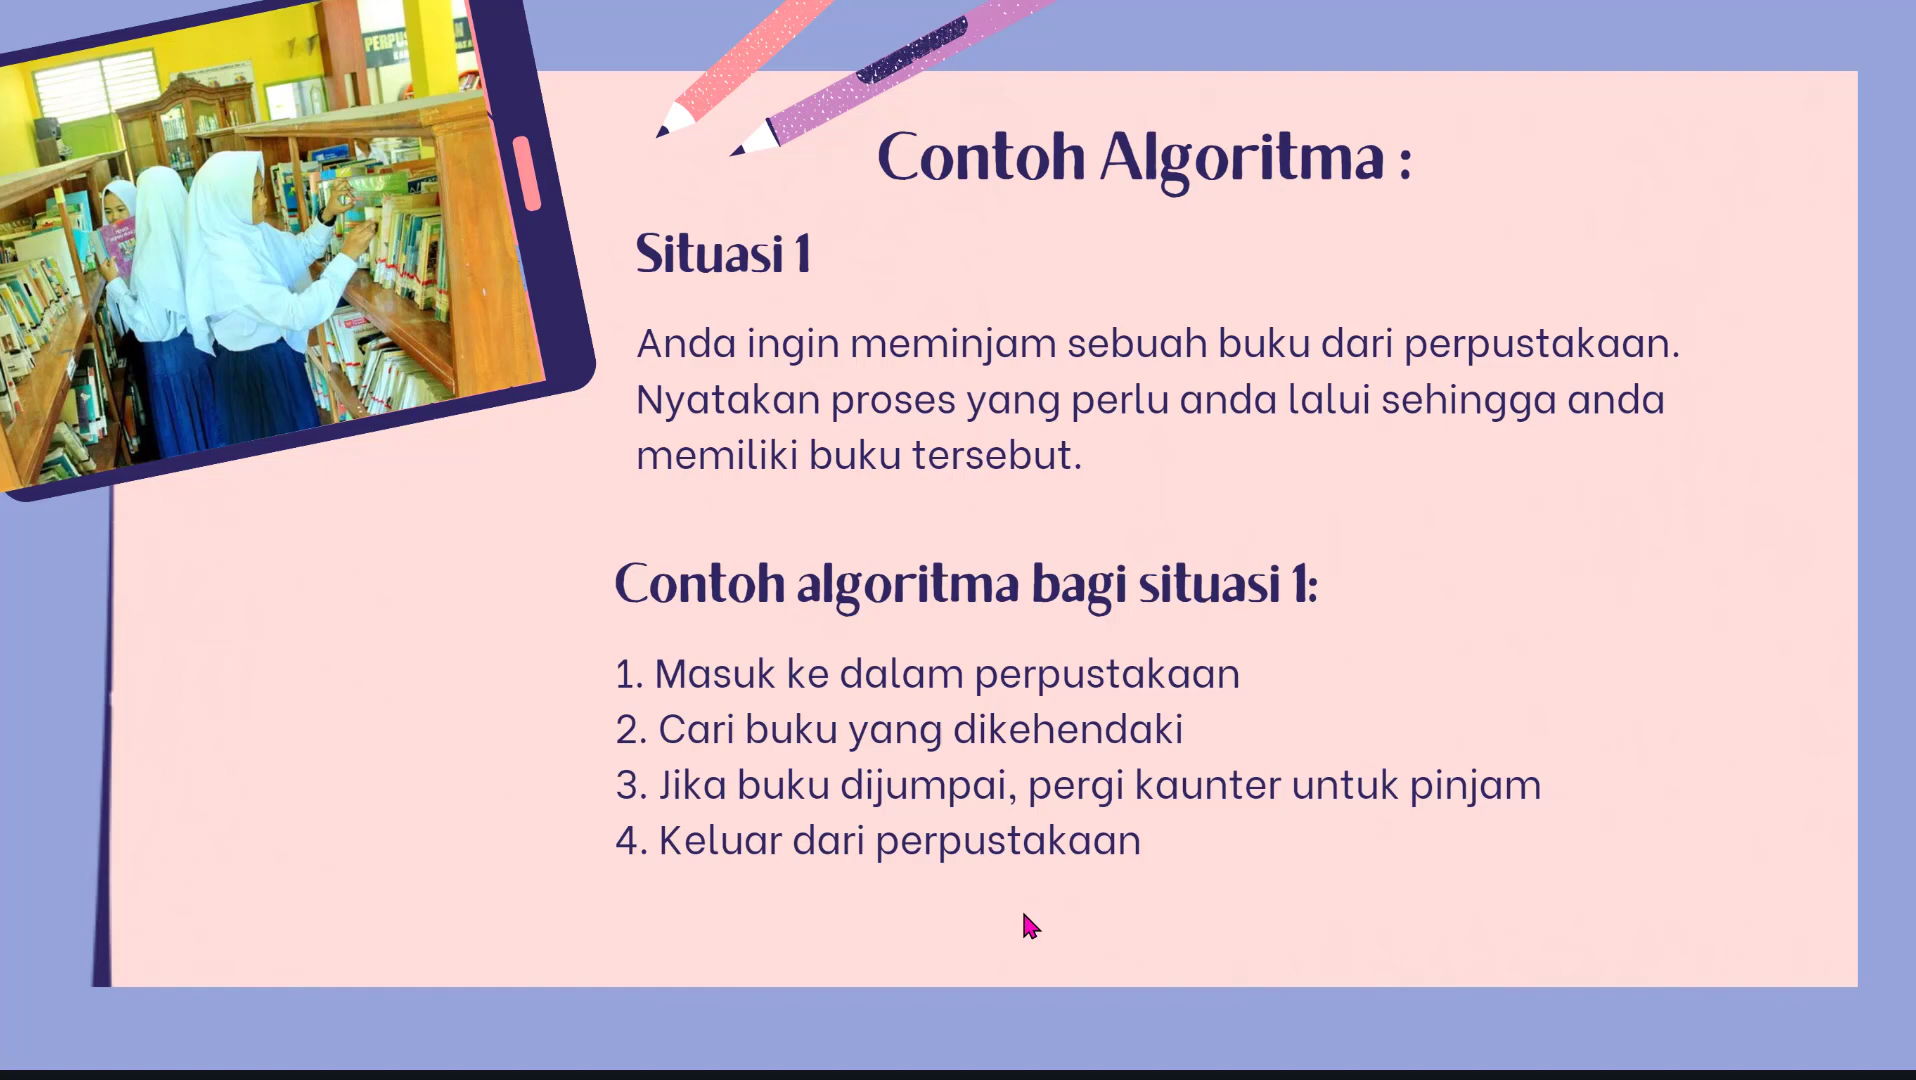 Contoh Algoritma :
Situasi 1
Anda ingin meminjam sebuah buku dari perpustakaan.
Nyatakan proses yang perlu anda lalui sehingga anda
memiliki buku tersebut.
Contoh algoritma bagi situasi 1:
1. Masuk ke dalam perpustakaan
2. Cari buku yang dikehendaki
3. Jika buku dijumpai, pergi kaunter untuk pinjam
4. Keluar dari perpustakaan